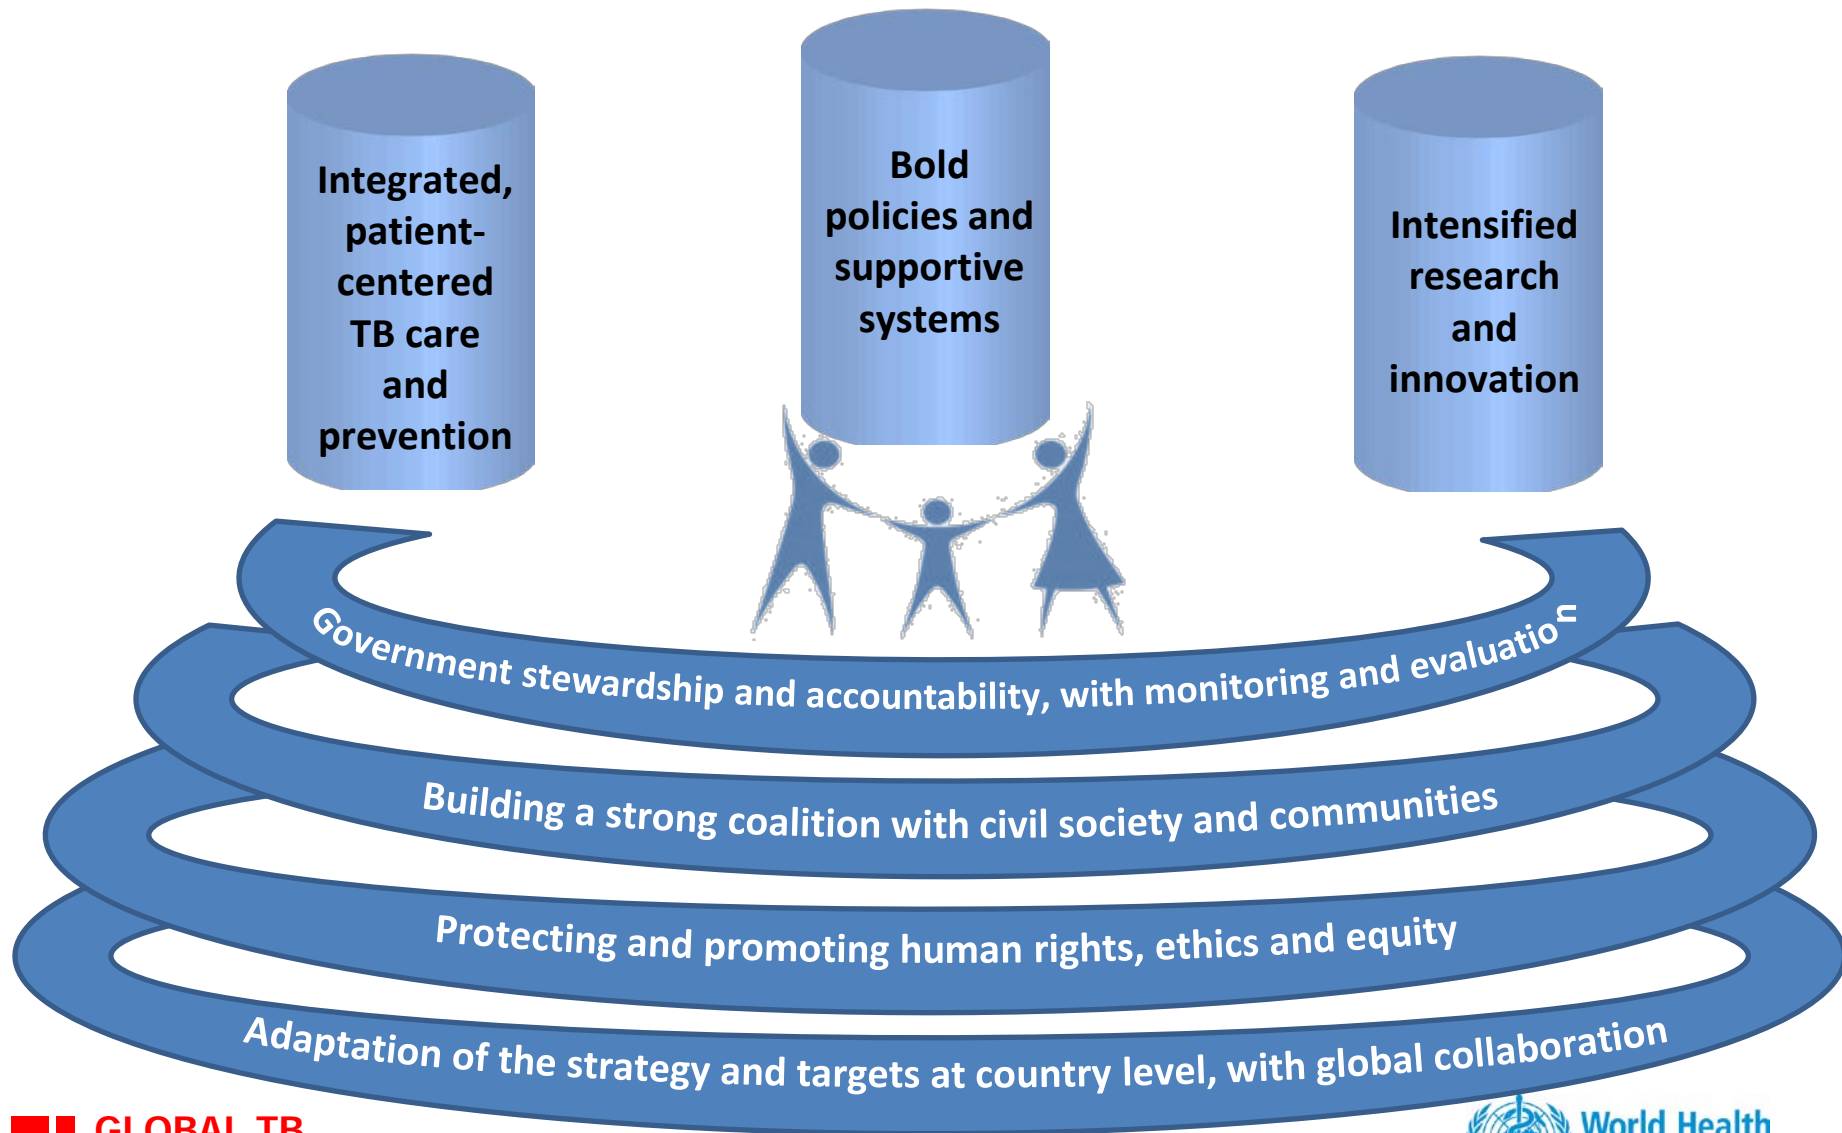 Integrated,
patient-
centered
TB care
and
prevention
Bold
policies and
supportive
systems
Intensified
research
and
innovation
Government stewardship and accountability, with monitoring and evaluation
Building a strong coalition with civil society and communities
Protecting and promoting human rights, ethics and equity
Adaptation of the strategy and targets at country level, with global collaboration
GLOBAL TB
World Health